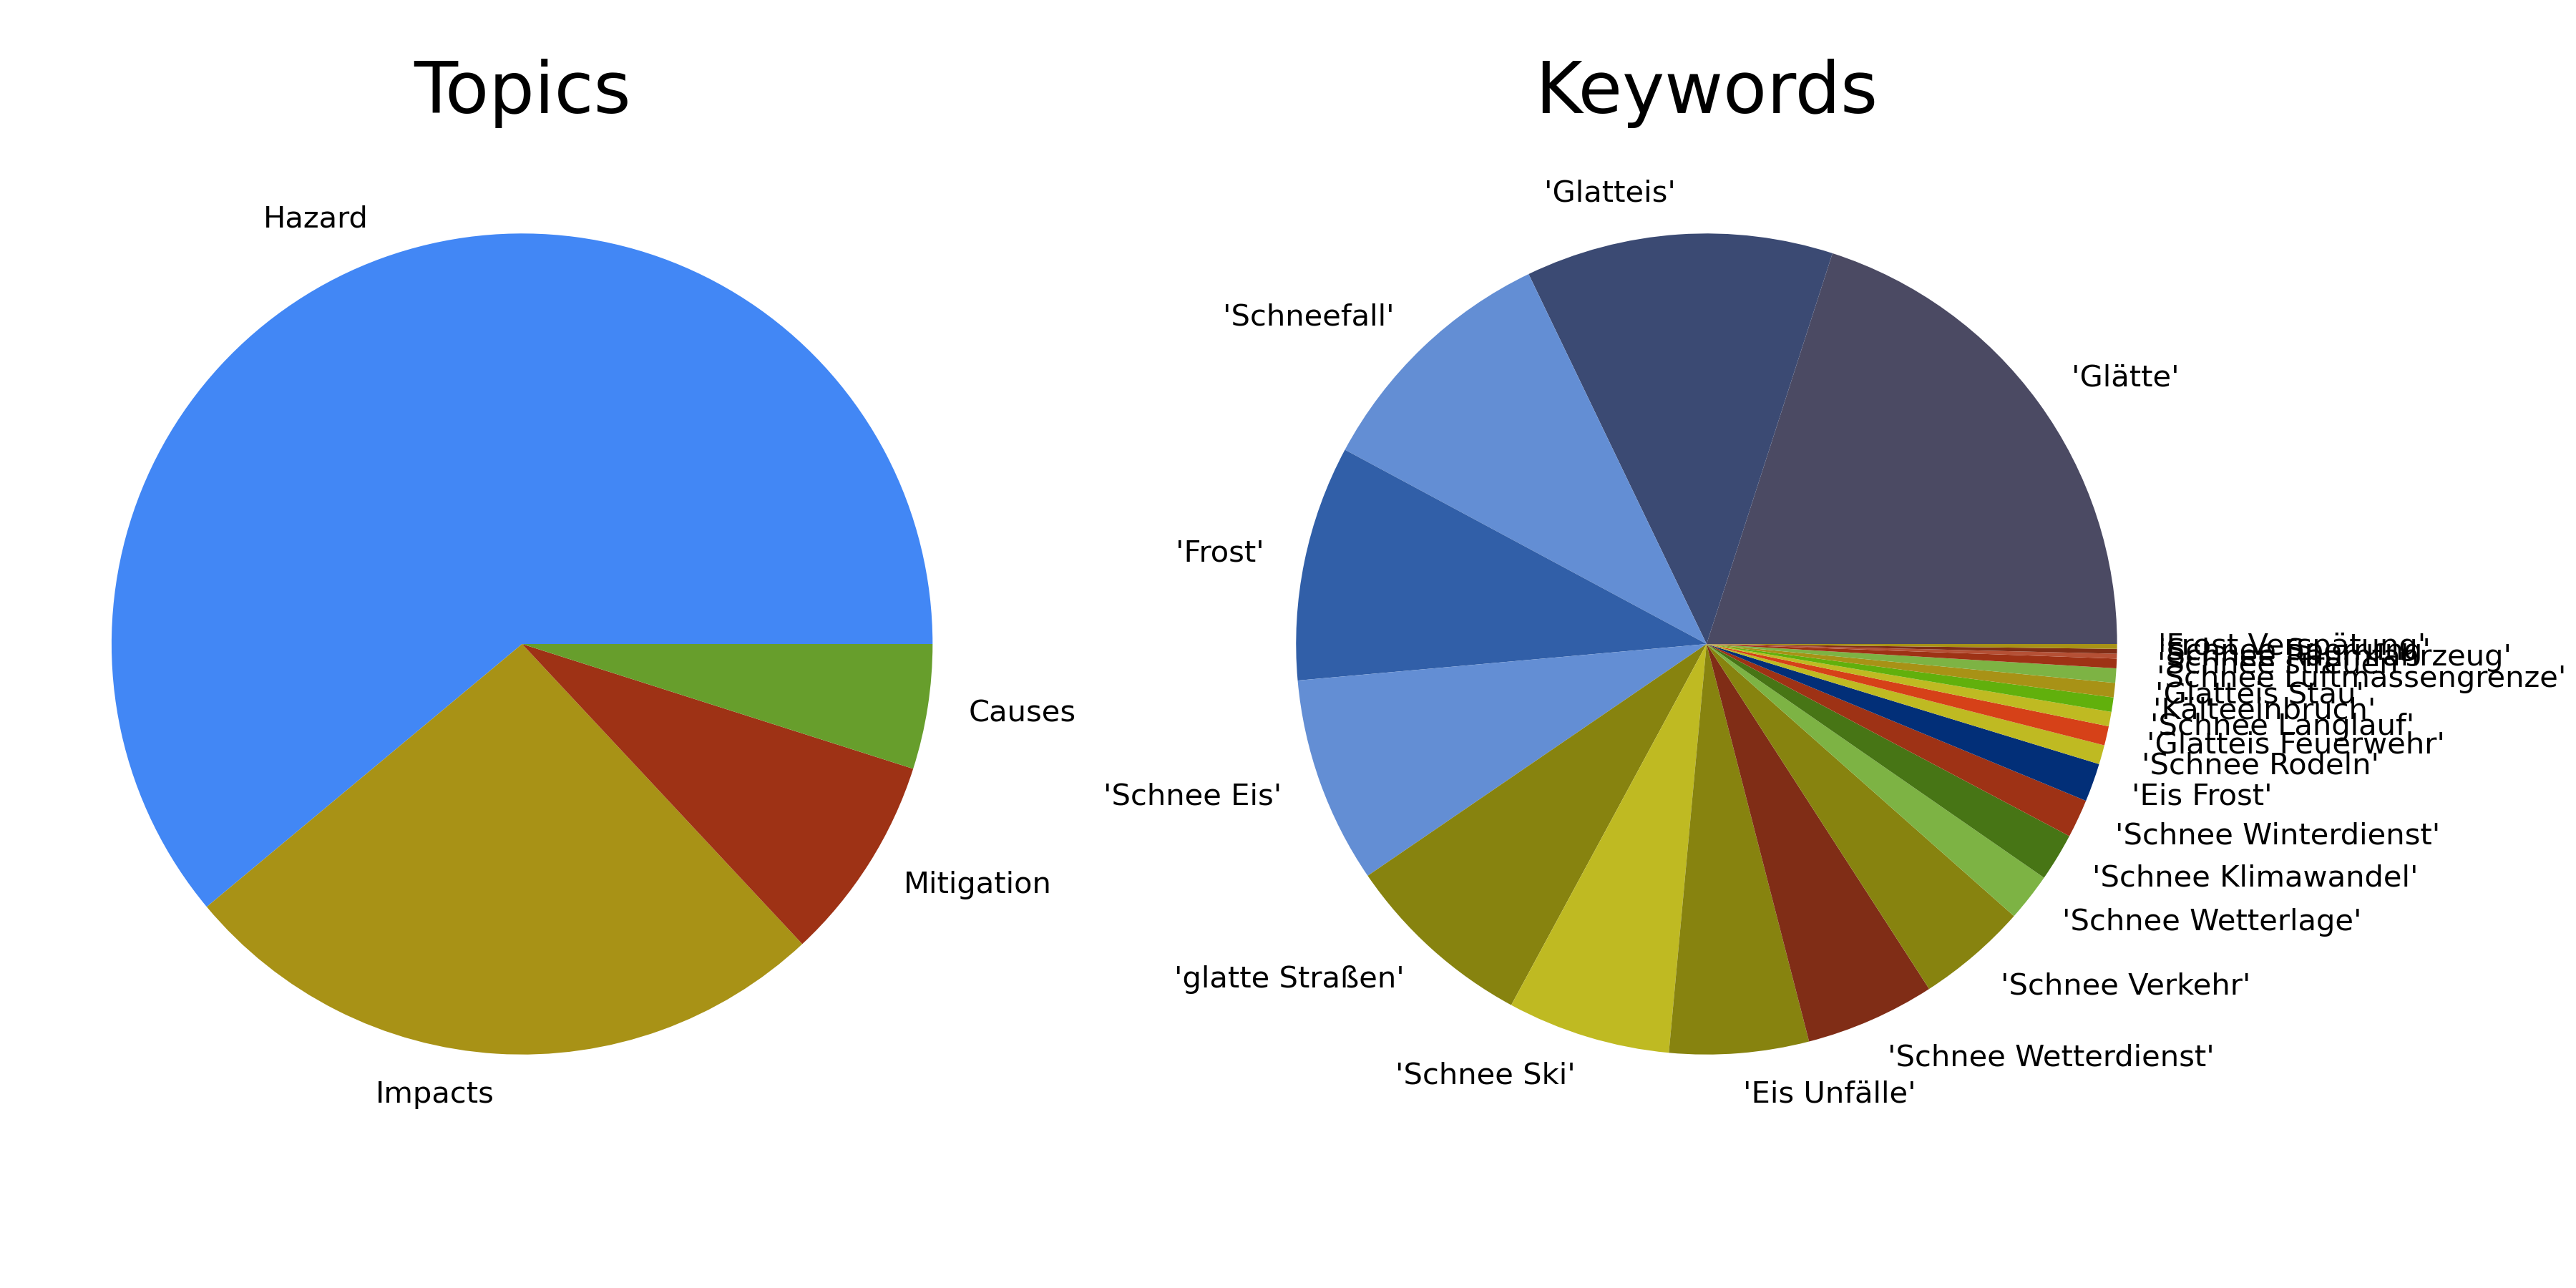 Topics
Hazard
Causes
Mitigation
Impacts
Keywords
'Glatteis'
'Schneefall'
'Glätte'
'Frost'
'Schnee Eis'
'glatte Straßen'
'Schnee Ski'
'Eis Unfälle'
'Schnee Wetterdienst'
'Schnee Verkehr'
'Schnee Wetterlage'
'Schnee Klimawandel'
'Schnee Winterdienst'
'Eis Frost'
'Schnee Rodeln'
'Glatteis Feuerwehr'
'Schnee Langlauf'
'Kälteeinbruch'
'Glatteis Stau'
'Schnee Luftmassengrenze'
'Frost Verspätung'